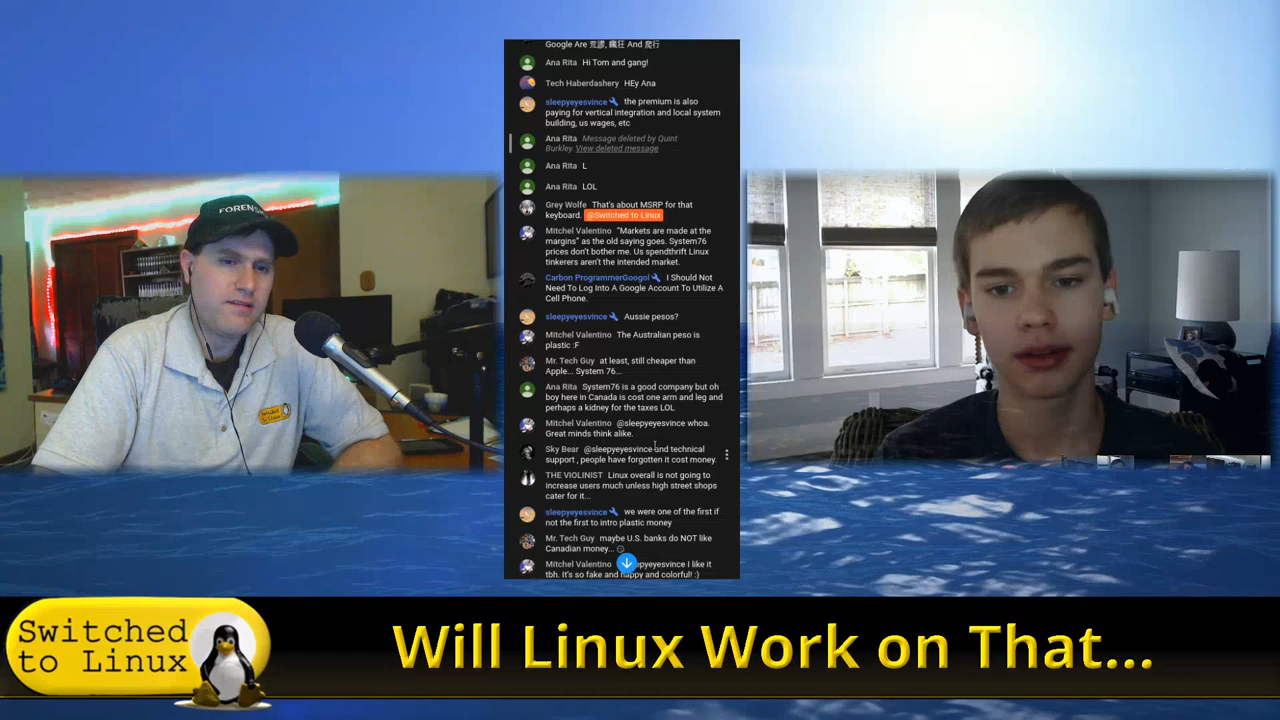 Google Are 荒謬, 瘋狂 And 爬行
Ana Rita Hi Tom and gang!
Tech Haberdashery HEy Ana
sleepyeyesvince the premium is also
paying for vertical integration and local system
building, us wages, etc
Ana Rita Message deleted by Quint
Burkley. View deleted message
Ana Rita L
Ana Rita LOL
Grey Wolfe That's about MSRP for that
keyboard. @Switched to Linux
Mitchel Valentino "Markets are made at the
margins" as the old saying goes. System76
prices don't bother me. Us spendthrift Linux
tinkerers aren't the intended market.
Carbon ProgrammerGoogol I Should Not
Need To Log Into A Google Account To Utilize A
Cell Phone.
sleepyeyesvince Aussie pesos?
Mitchel Valentino The Australian peso is
plastic :F
Mr. Tech Guy at least, still cheaper than
Apple... System 76...
Ana Rita System76 is a good company but oh
boy here in Canada is cost one arm and leg and
perhaps a kidney for the taxes LOL
Mitchel Valentino @sleepyeyesvince whoa.
Great minds think alike.
Sky Bear @sleepyeyesvince and technical
support , people have forgotten it cost money.
THE VIOLINIST Linux overall is not going to
increase users much unless high street shops
cater for it...
sleepyeyesvince we were one of the first if
not the first to intro plastic money
Mr. Tech Guy maybe U.S. banks do NOT like
Canadian money...
Mitchel Valentino epyeyesvince I like it
tbh. It's so fake and happy and colorful! :)
FOREN
Switched
to Linux
Switched
to Linux
Will Linux Work on That...